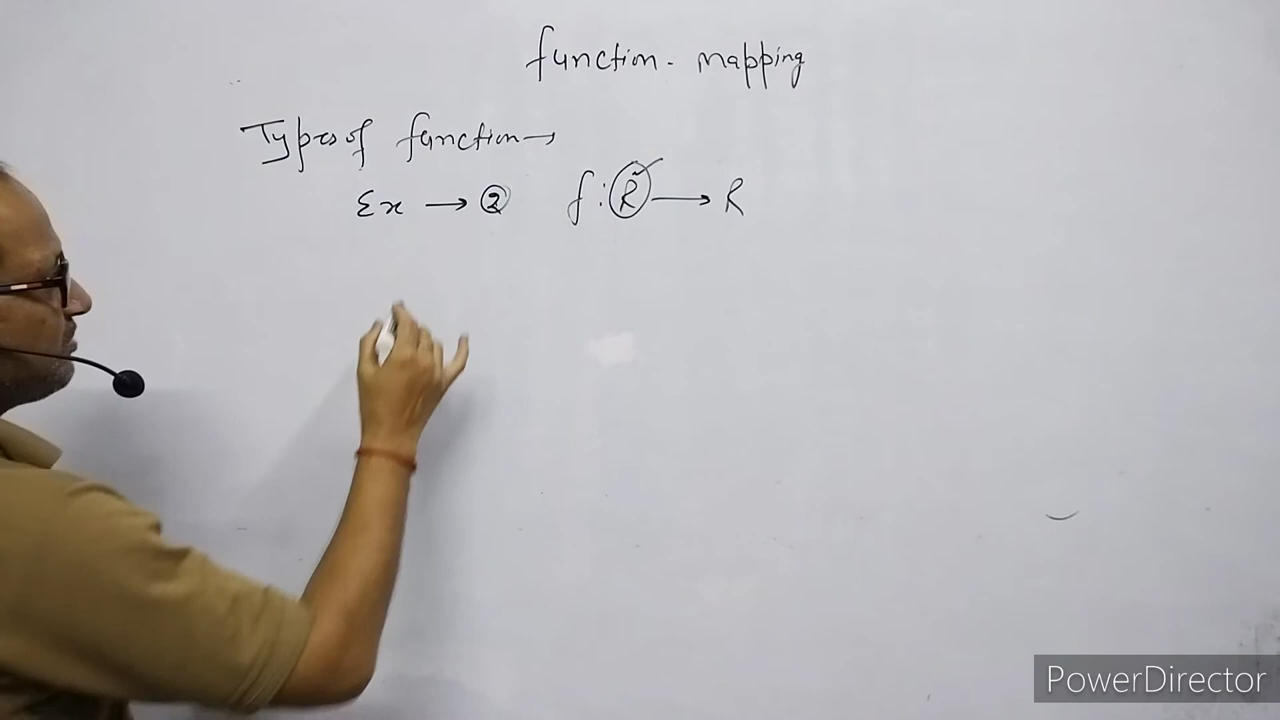 function - mapping
Types of function →
Ex → ② f : R → R
PowerDirector